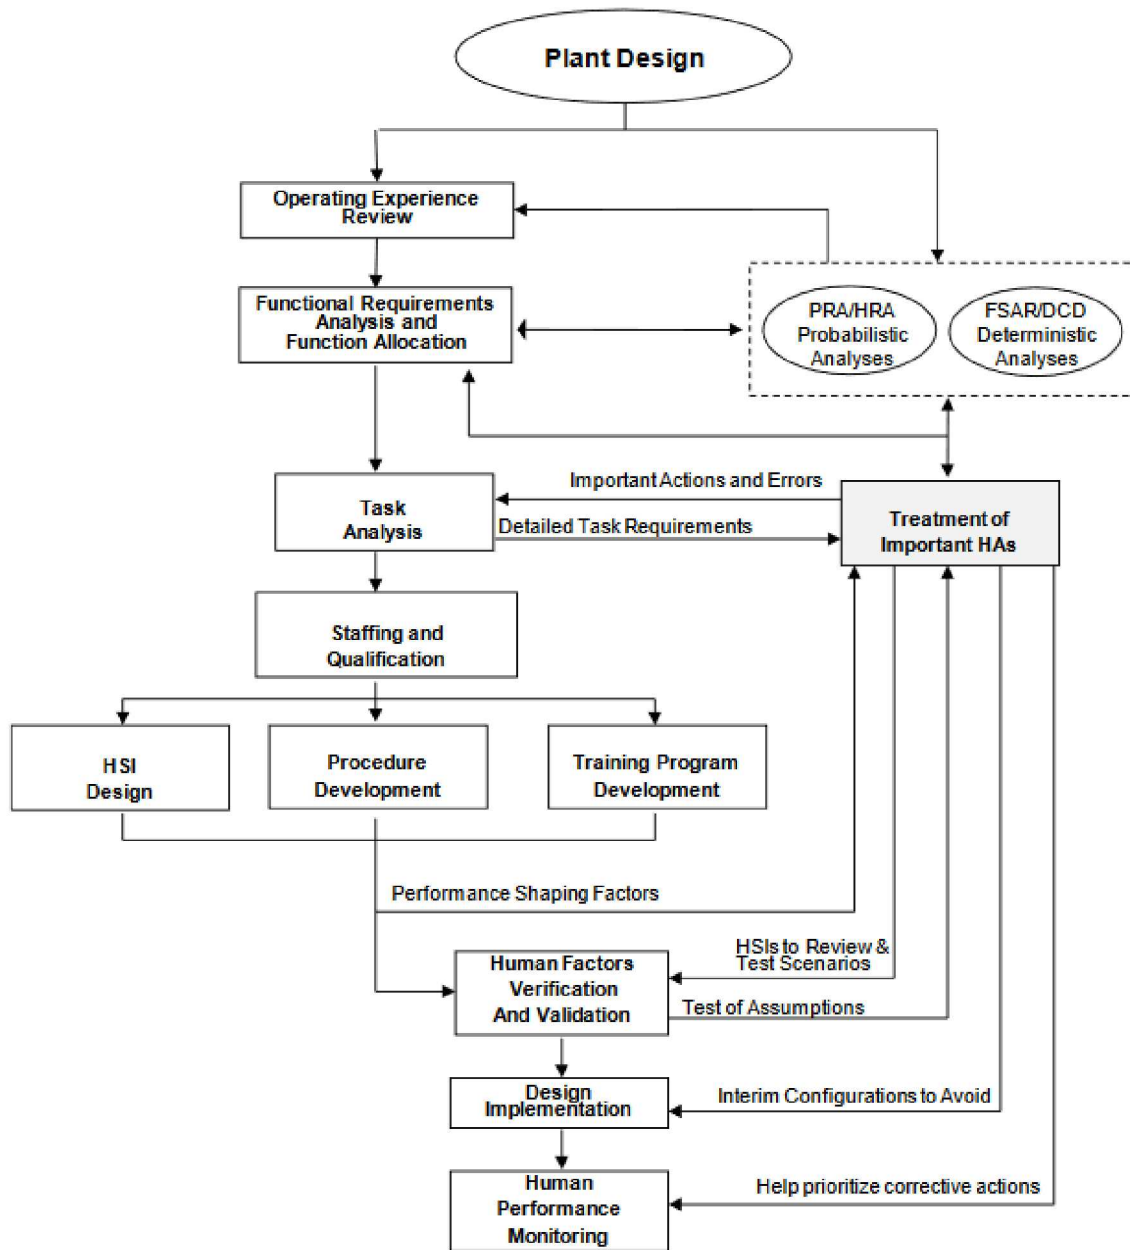 Plant Design
Operating Experience
Review
Functional Requirements
Analysis and
Function Allocation
PRA/HRA
Probabilistic
Analyses
FSAR/DCD
Deterministic
Analyses
Important Actions and Errors
Task
Analysis
Detailed Task Requirements
Treatment of
Important HAs
Staffing and
Qualification
HSI
Design
Procedure
Development
Training Program
Development
Performance Shaping Factors
HSIs to Review &
Test Scenarios
Human Factors
Verification
And Validation
Test of Assumptions
Design
Implementation
Interim Configurations to Avoid
Human
Performance
Monitoring
Help prioritize corrective actions